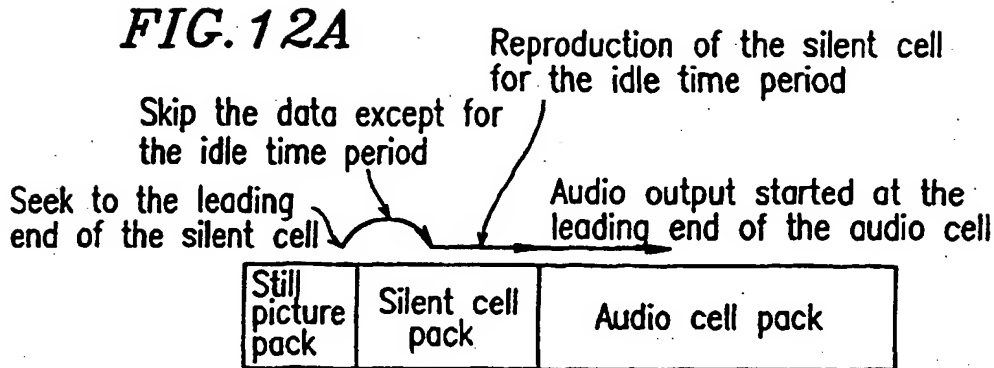 FIG.12A
Reproduction of the silent cell
for the idle time period
Skip the data except for
the idle time period
Seek to the leading
end of the silent cell
Audio output started at the
leading end of the audio cell
Still
picture
pack
Silent cell
pack
Audio cell pack